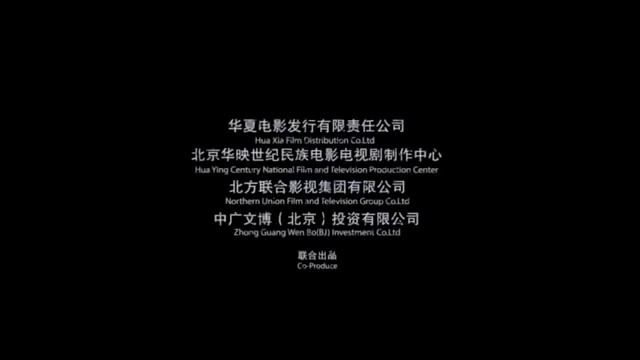 华夏电影发行有限责任公司
Hua Xia Film Distribution Co.Ltd
北京华映世纪民族电影电视剧制作中心
Hua Ying Century National Film and Television Production Center
北方联合影视集团有限公司
Northern Union Film and Television Group Co.Ltd
中广文博（北京）投资有限公司
Zhong Guang Wen Bo(BJ) Investment Co.Ltd
联合出品
Co-Produce